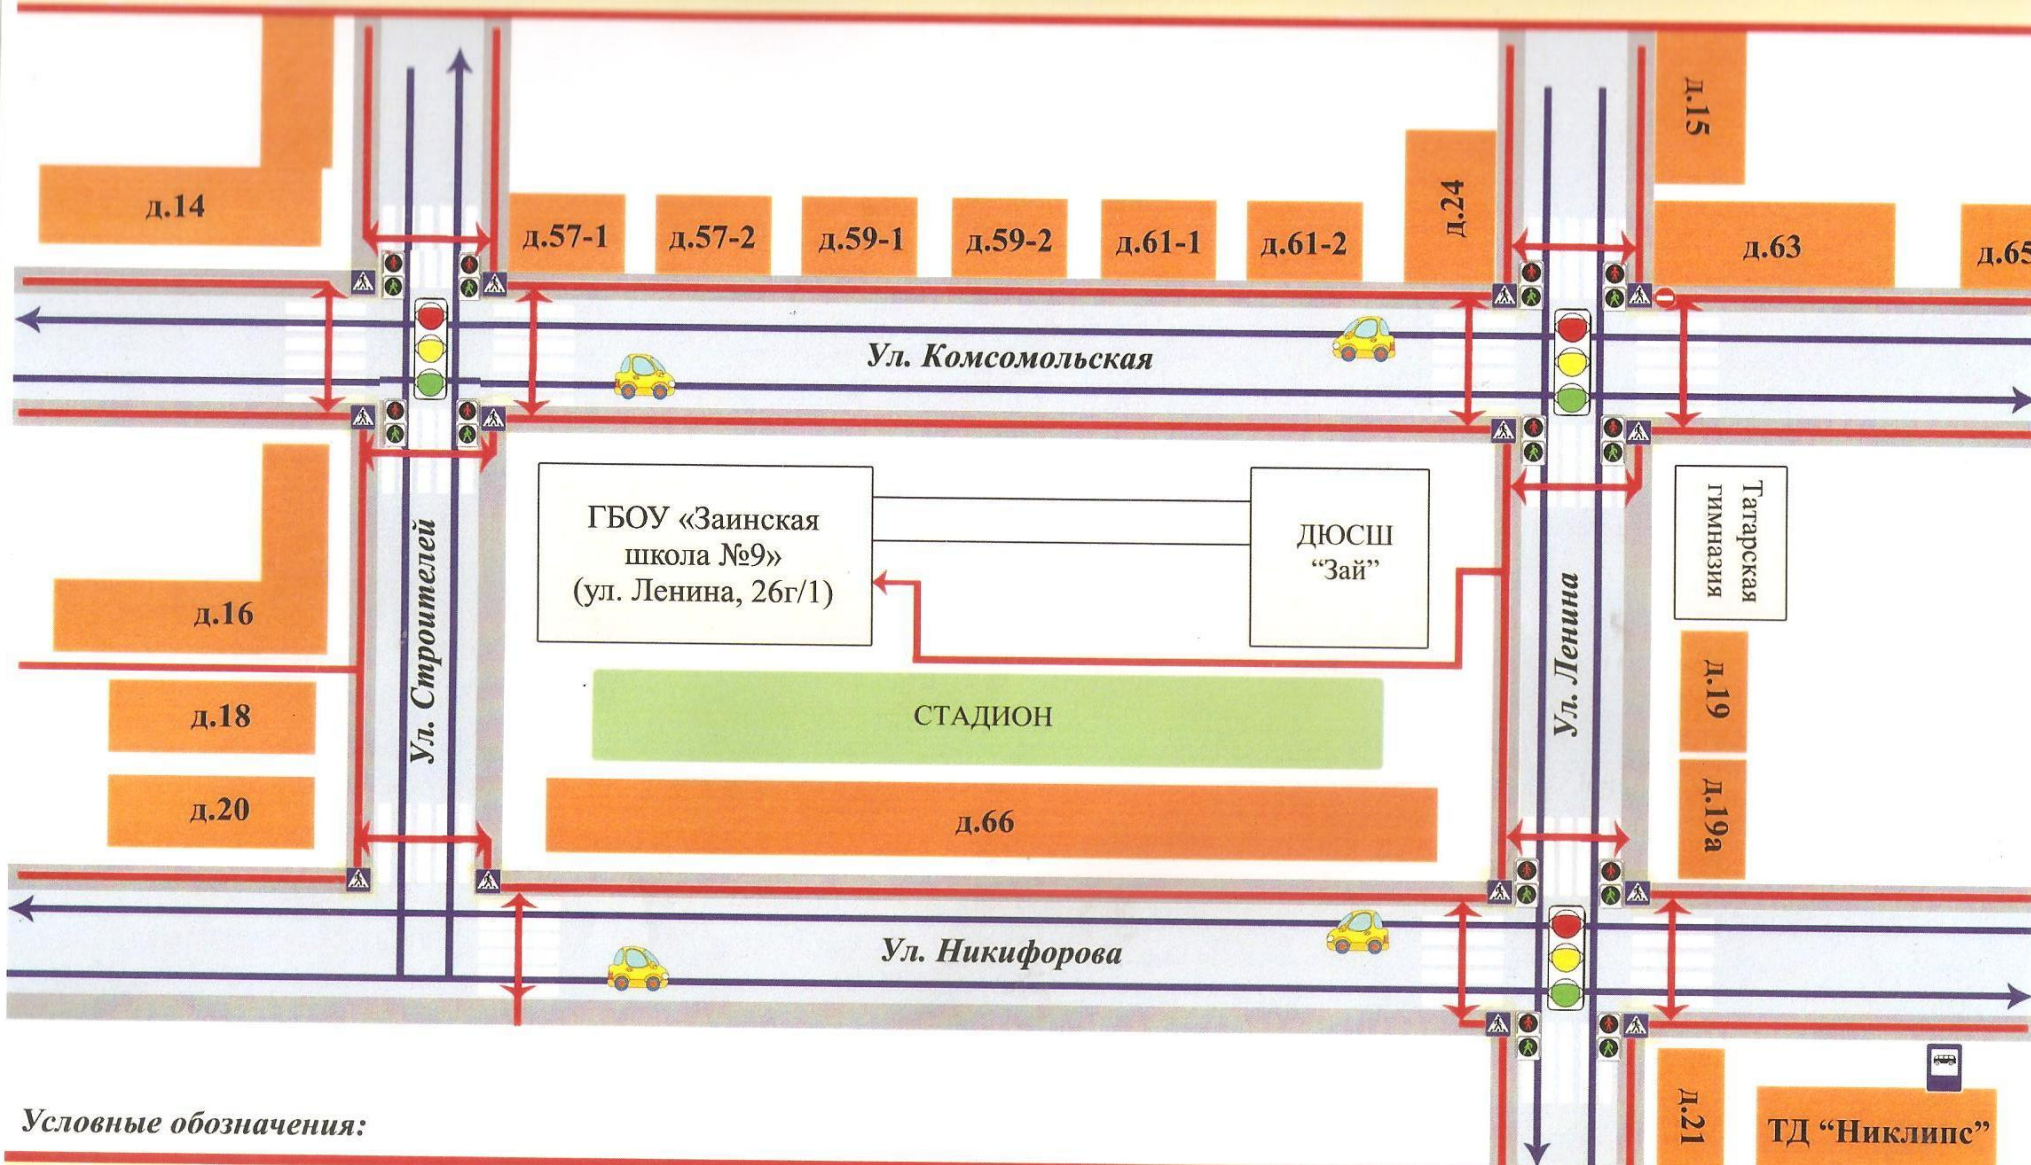 д.15
д.14
д.24
д.57-1
д.57-2
д.59-1
д.59-2
д.61-1
д.61-2
д.63
д.65
Ул. Комсомольская
ГБОУ «Заинская
школа №9»
(ул. Ленина, 26г/1)
ДЮСШ
“Зай”
Татарская
гимназия
Ул. Строителей
Ул. Ленина
д.16
д.18
д.20
СТАДИОН
д.66
д.19
д.19а
Ул. Никифорова
д.21
ТД “Никлипс”
Условные обозначения: